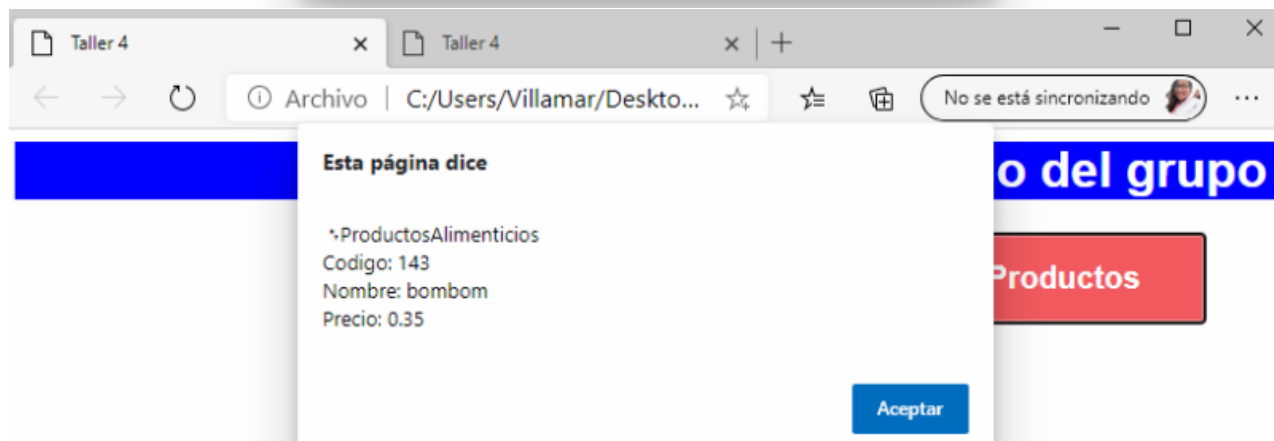 Taller 4
Taller 4
Archivo C:/Users/Villamar/Deskto...
No se está sincronizando
Esta página dice
o del grupo
ProductosAlimenticios
Codigo: 143
Nombre: bombom
Precio: 0.35
Productos
Aceptar